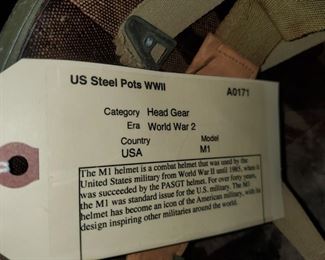 US Steel Pots WWII A0171
Category Head Gear
Era World War 2
Country Model
USA M1
The M1 helmet is a combat helmet that was used by the
United States military from World War II until 1985, when it
was succeeded by the PASGT helmet. For over forty years,
the M1 was standard issue for the U.S. military. The M1
helmet has become an icon of the American military, with its
design inspiring other militaries around the world.